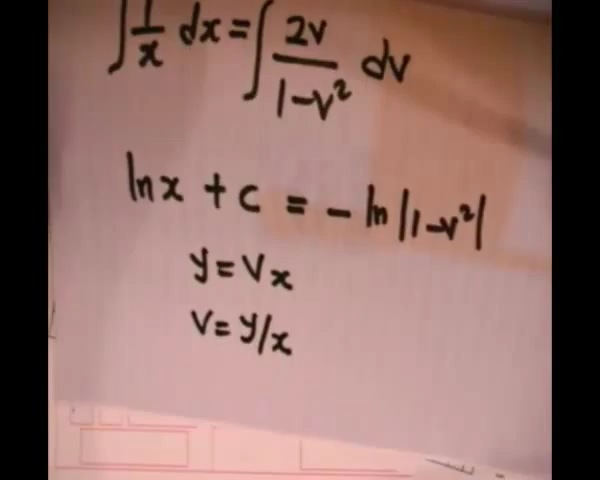 ∫ 1/x dx = ∫ 2v/1-v² dv
ln x + c = - ln |1-v²|
y = vx
v = y/x